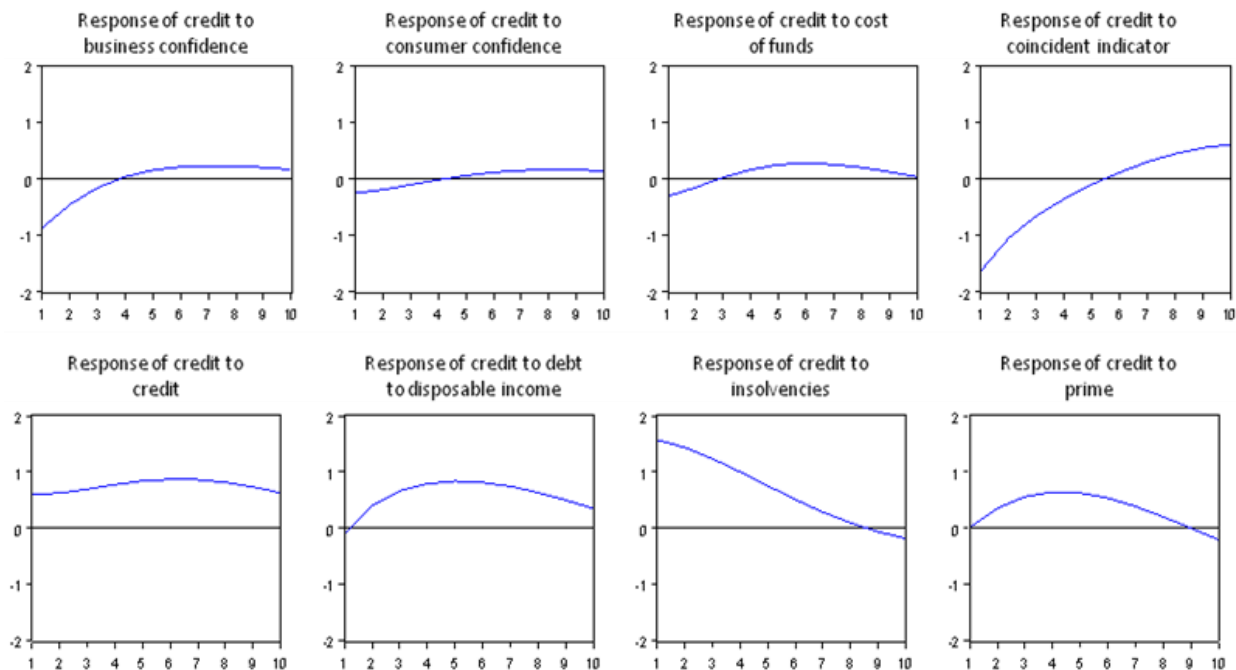 Response of credit to
business confidence
Response of credit to
consumer confidence
Response of credit to cost
of funds
Response of credit to
coincident indicator
2
1
0
-1
-2
1 2 3 4 5 6 7 8 9 10
2
1
0
-1
-2
1 2 3 4 5 6 7 8 9 10
2
1
0
-1
-2
1 2 3 4 5 6 7 8 9 10
2
1
0
-1
-2
1 2 3 4 5 6 7 8 9 10
Response of credit to
credit
Response of credit to debt
to disposable income
Response of credit to
insolvencies
Response of credit to
prime
2
1
0
-1
-2
1 2 3 4 5 6 7 8 9 10
2
1
0
-1
-2
1 2 3 4 5 6 7 8 9 10
2
1
0
-1
-2
1 2 3 4 5 6 7 8 9 10
2
1
0
-1
-2
1 2 3 4 5 6 7 8 9 10